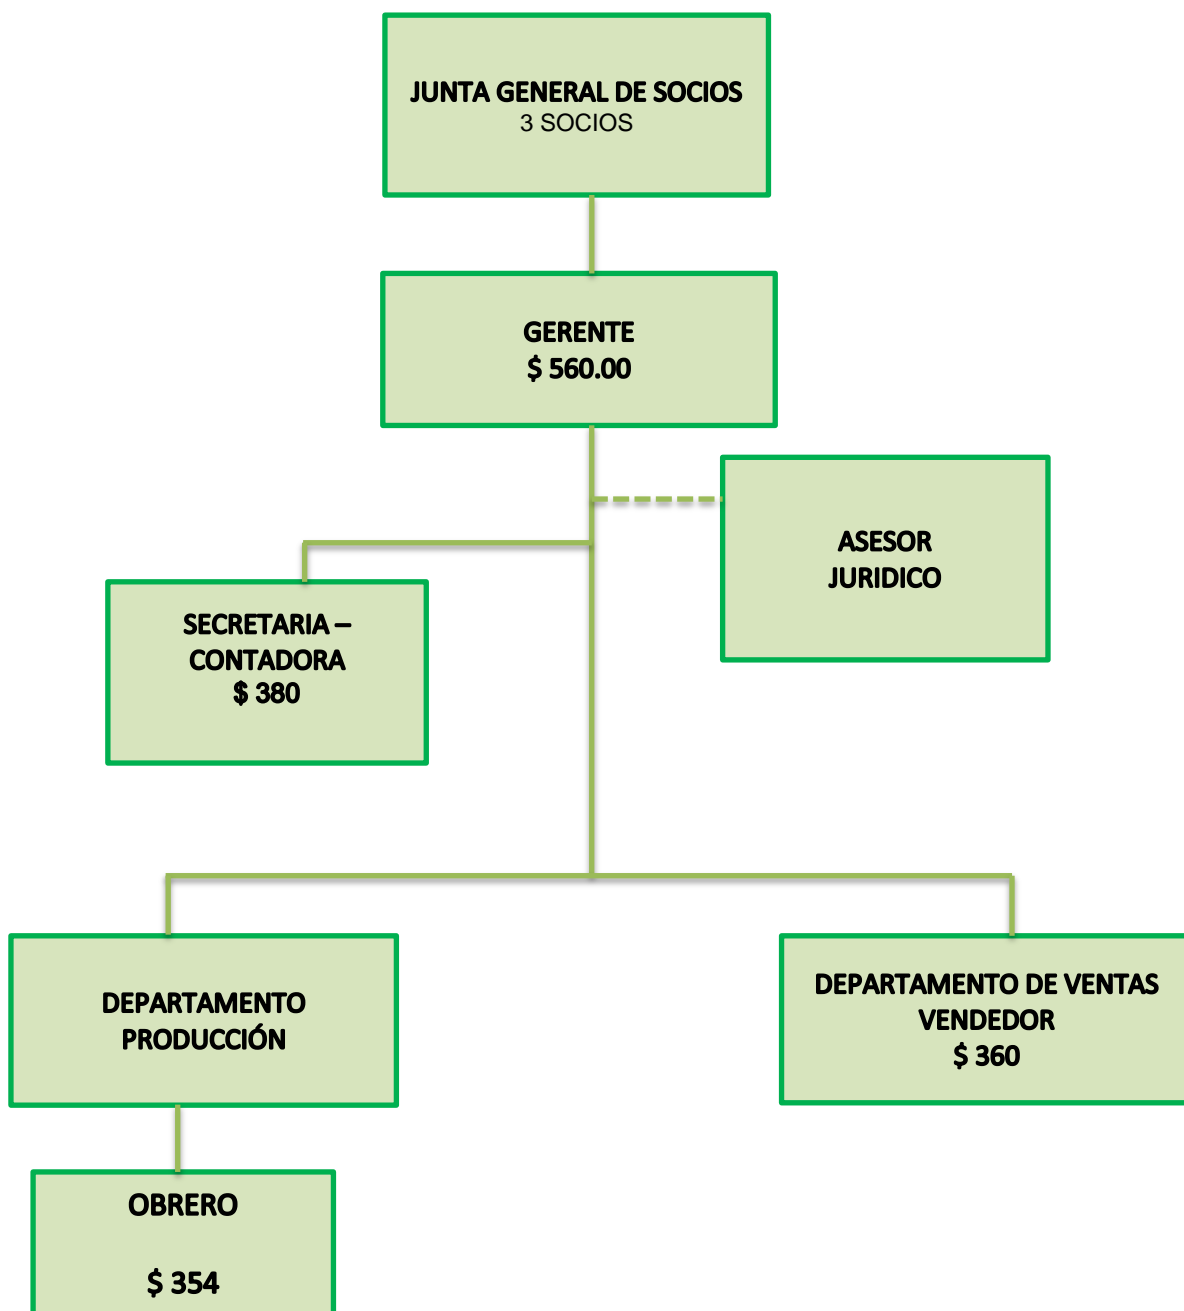 JUNTA GENERAL DE SOCIOS
3 SOCIOS
GERENTE
$ 560.00
ASESOR
JURIDICO
SECRETARIA –
CONTADORA
$ 380
DEPARTAMENTO
PRODUCCIÓN
DEPARTAMENTO DE VENTAS
VENDEDOR
$ 360
OBRERO
$ 354